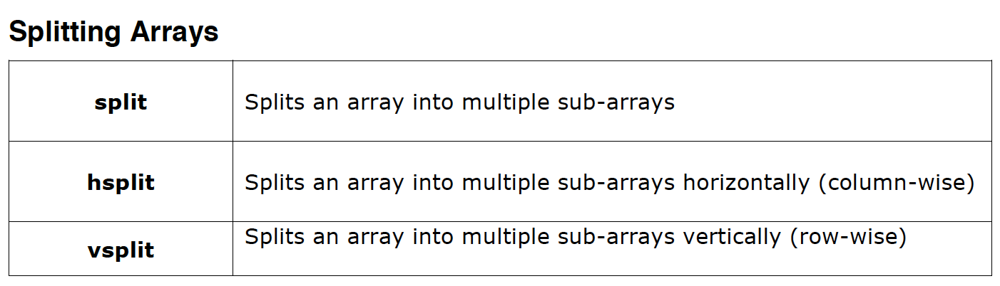 Splitting Arrays
split
Splits an array into multiple sub-arrays
hsplit
Splits an array into multiple sub-arrays horizontally (column-wise)
vsplit
Splits an array into multiple sub-arrays vertically (row-wise)